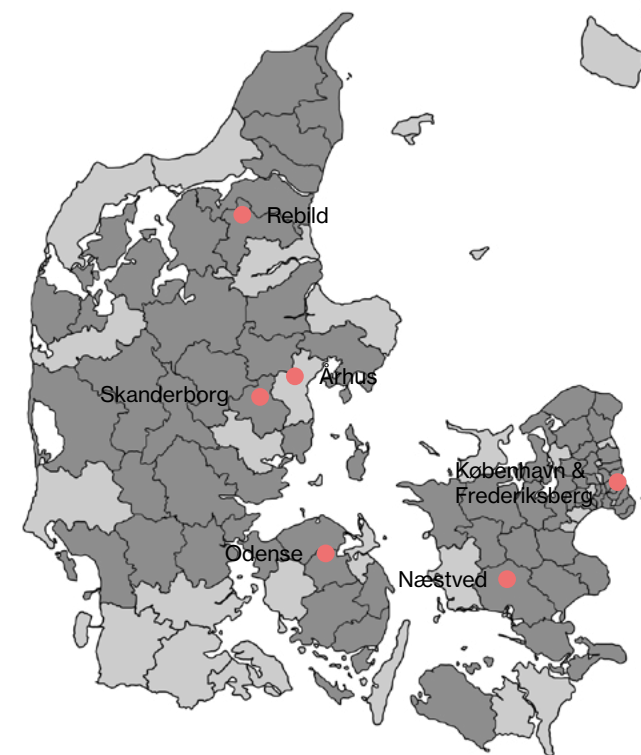 Rebild
Århus
Skanderborg
København &
Frederiksberg
Odense
Næstved